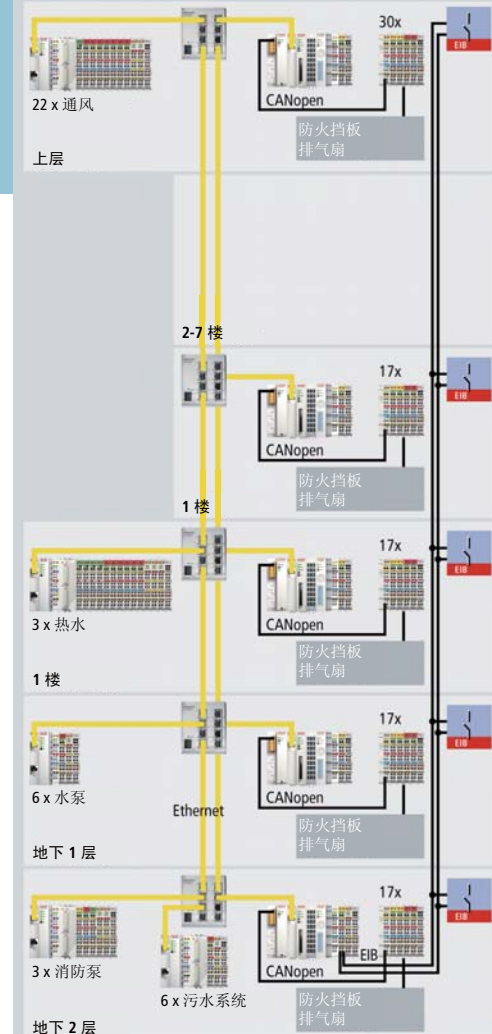 30x
EIB
22 x 通风
CANopen
防火挡板
排气扇
上层
2-7 楼
17x
EIB
CANopen
防火挡板
排气扇
1 楼
17x
EIB
3 x 热水
CANopen
防火挡板
排气扇
1 楼
17x
EIB
6 x 水泵
CANopen
Ethernet
防火挡板
排气扇
地下 1 层
17x
EIB
EIB
3 x 消防泵
6 x 污水系统
CANopen
防火挡板
排气扇
地下 2 层